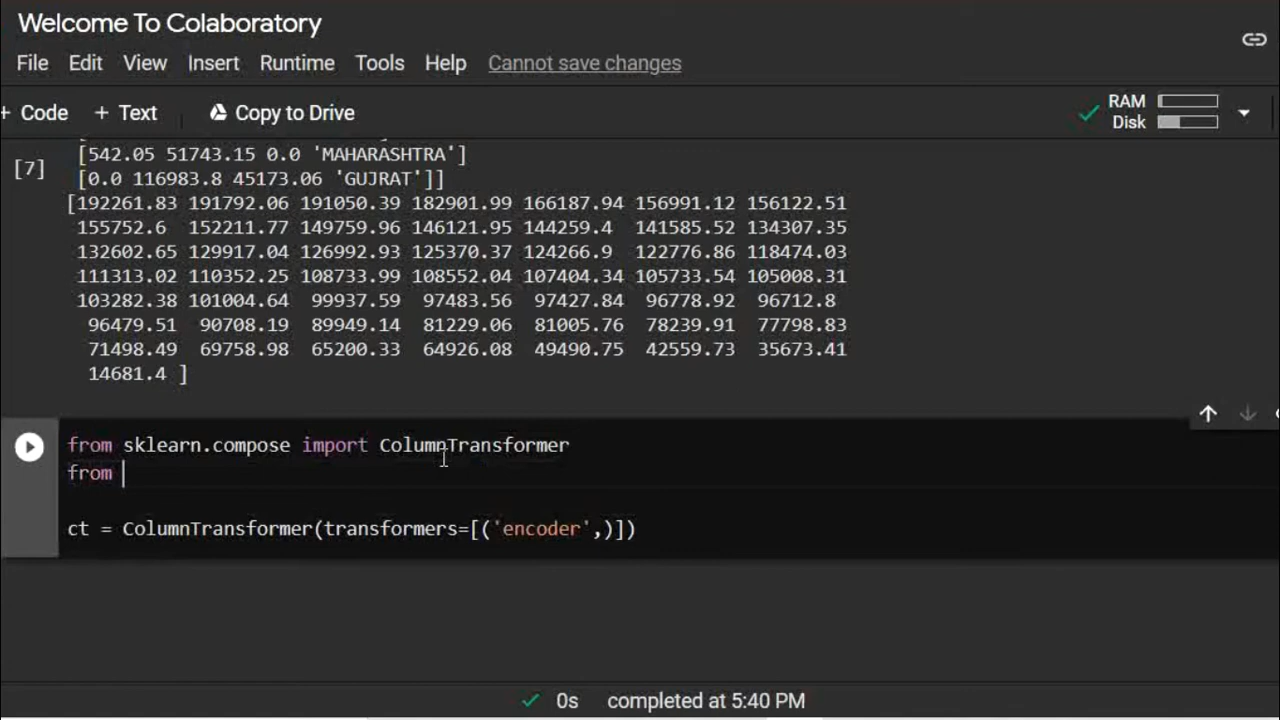 Welcome To Colaboratory
File Edit View Insert Runtime Tools Help Cannot save changes
+ Code + Text Copy to Drive RAM Disk
[542.05 51743.15 0.0 'MAHARASHTRA']
[7] [0.0 116983.8 45173.06 'GUJRAT']]
[192261.83 191792.06 191050.39 182901.99 166187.94 156991.12 156122.51
155752.6 152211.77 149759.96 146121.95 144259.4 141585.52 134307.35
132602.65 129917.04 126992.93 125370.37 124266.9 122776.86 118474.03
111313.02 110352.25 108733.99 108552.04 107404.34 105733.54 105008.31
103282.38 101004.64 99937.59 97483.56 97427.84 96778.92 96712.8
96479.51 90708.19 89949.14 81229.06 81005.76 78239.91 77798.83
71498.49 69758.98 65200.33 64926.08 49490.75 42559.73 35673.41
14681.4 ]
from sklearn.compose import ColumnTransformer
from
ct = ColumnTransformer(transformers=[('encoder',)])
0s completed at 5:40 PM